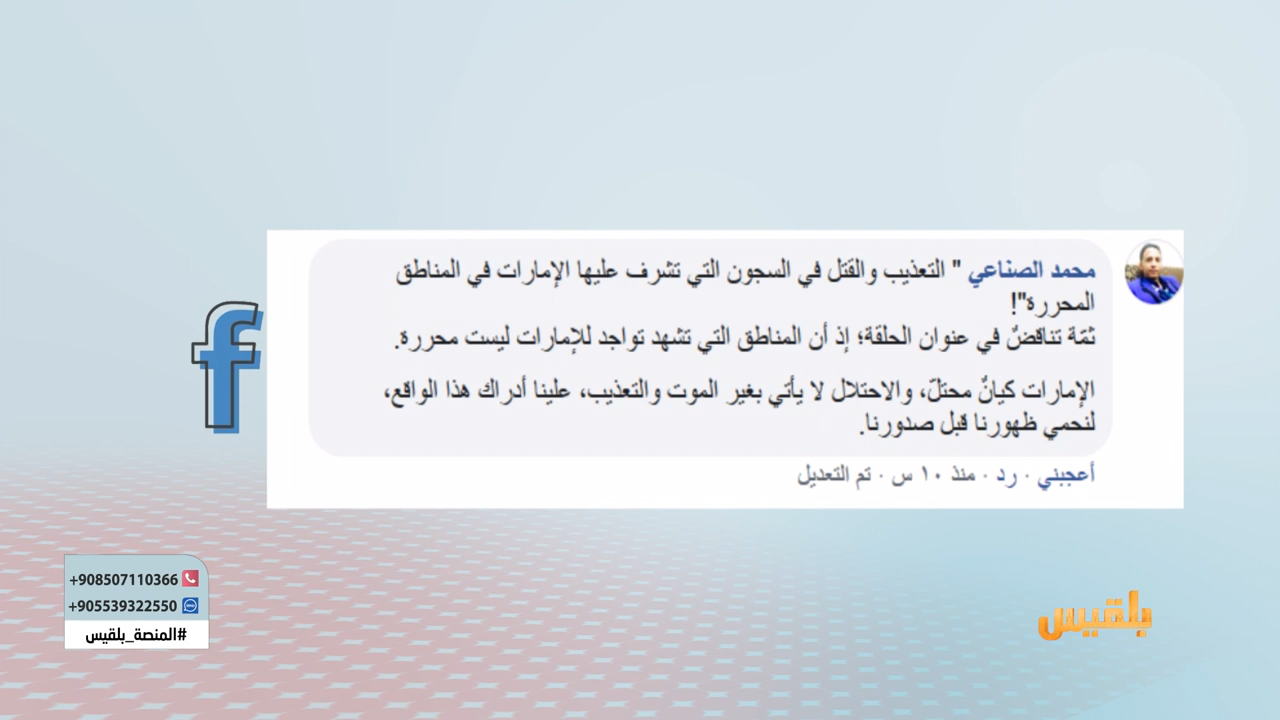 محمد الصناعي " التعذيب والقتل في السجون التي تشرف عليها الإمارات في المناطق
المحررة"!
ثمّة تناقضٌ في عنوان الحلقة؛ إذ أن المناطق التي تشهد تواجد للإمارات ليست محررة.
الإمارات كيانٌ محتلّ، والاحتلال لا يأتي بغير الموت والتعذيب، علينا أدراك هذا الواقع،
لنحمي ظهورنا قبل صدورنا.
أعجبني · رد · منذ ١٠ س · تم التعديل
+908507110366
+905539322550
#المنصة_بلقيس
بلقيس